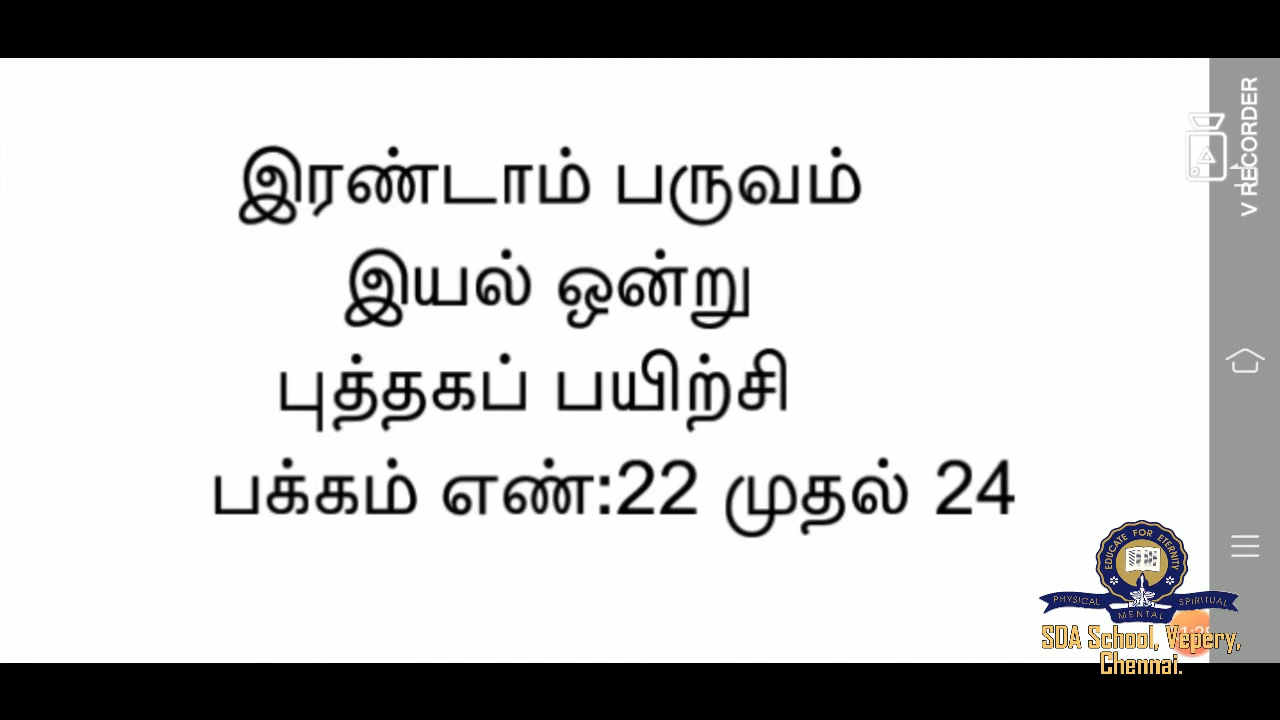 இரண்டாம் பருவம்
இயல் ஒன்று
புத்தகப் பயிற்சி
பக்கம் எண்:22 முதல் 24
V RECORDER
EDUCATE FOR ETERNITY
PHYSICAL MENTAL SPIRITUAL
SDA School, Vepery,
Chennai.